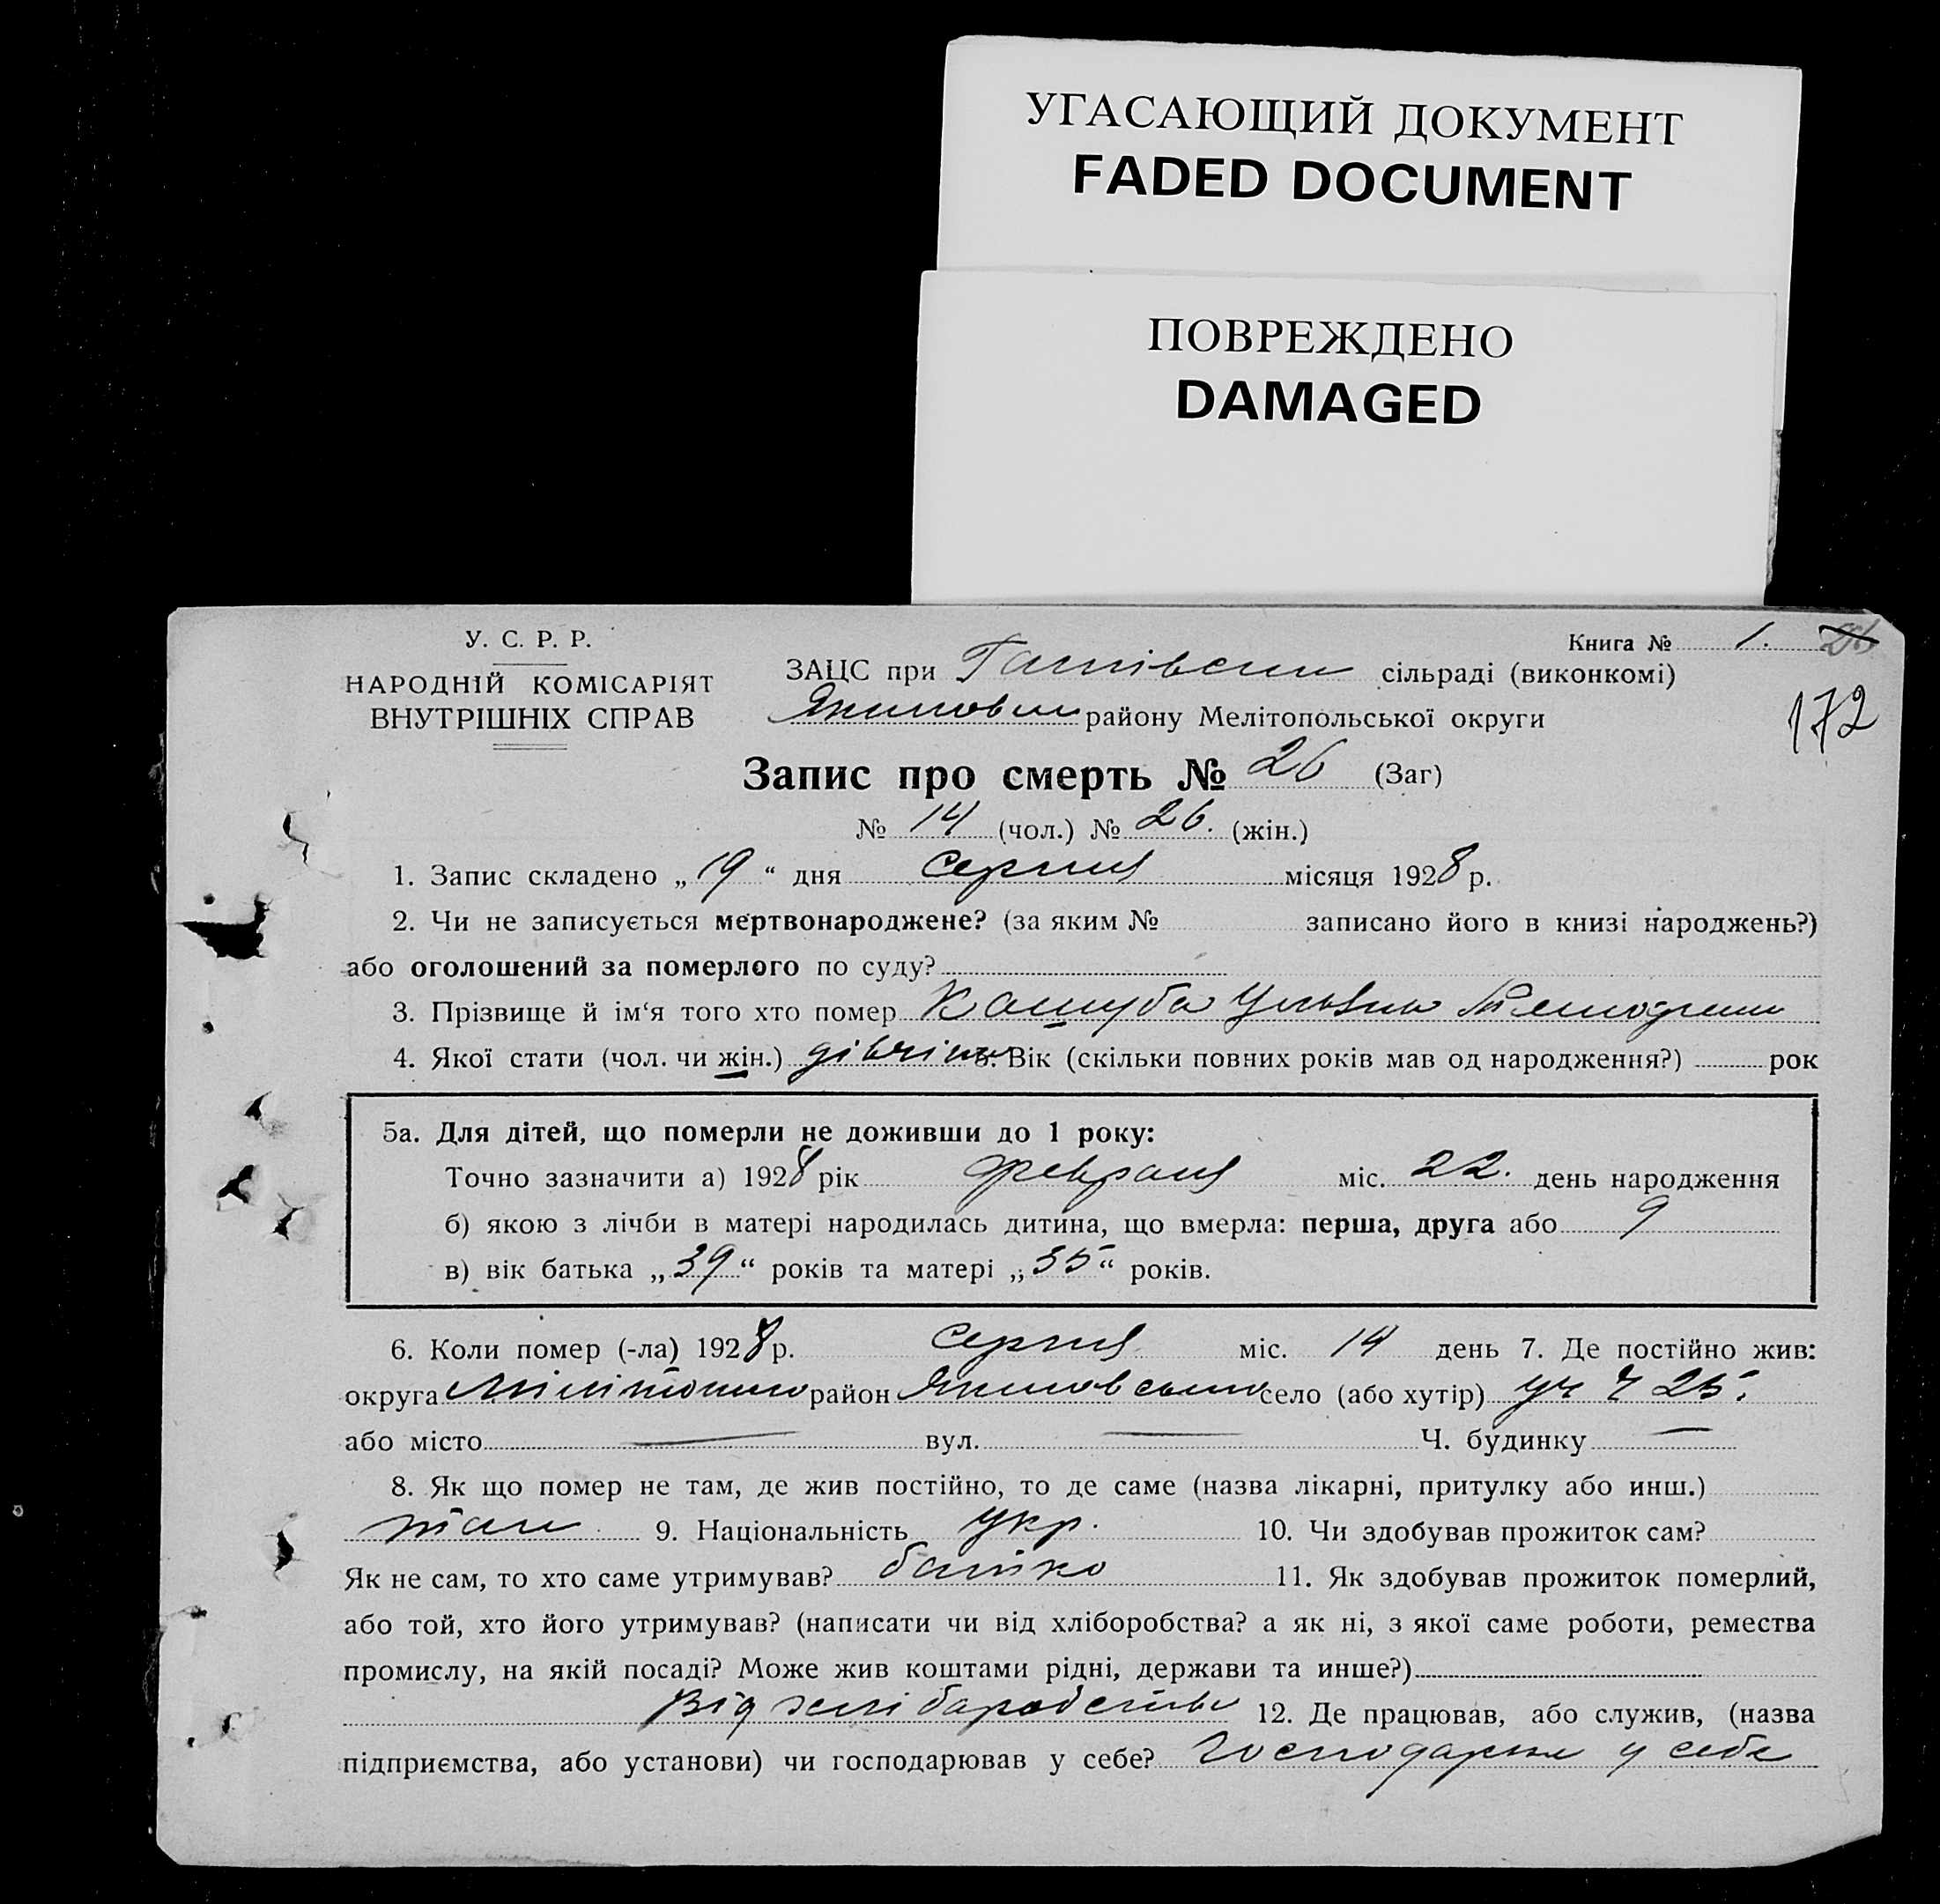 УГАСАЮЩИЙ ДОКУМЕНТ
FADED DOCUMENT
ПОВРЕЖДЕНО
DAMAGED
У. С. Р. Р.
НАРОДНІЙ КОМІСАРІЯТ
ВНУТРІШНІХ СПРАВ
Книга № 1.
172
ЗАЦС при сільраді (виконкомі)
району Мелітопольської округи
Запис про смерть № 26 (Заг)
№ 14 (чол.) № 26. (жін.)
1. Запис складено „19“ дня серпня місяця 1928 р.
2. Чи не записується мертвонароджене? (за яким № записано його в книзі народжень?)
або оголошений за померлого по суду?
3. Прізвище й ім‘я того хто помер Кашуба
4. Якої стати (чол. чи жін.) дівчина 5. Вік (скільки повних років мав од народження?) рок
5а. Для дітей, що померли не доживши до 1 року:
Точно зазначити а) 1928 рік февраля міс. 22. день народження
б) якою з лічби в матері народилась дитина, що вмерла: перша, друга або 9
в) вік батька „39“ років та матері „35“ років.
6. Коли помер (-ла) 1928 р. серпня міс. 14 день 7. Де постійно жив:
округа район село (або хутір) уч 25.
або місто — вул. — Ч. будинку —
8. Як що помер не там, де жив постійно, то де саме (назва лікарні, притулку або инш.)
там 9. Національність укр. 10. Чи здобував прожиток сам?
Як не сам, то хто саме утримував? батько 11. Як здобував прожиток померлий,
або той, хто його утримував? (написати чи від хліборобства? а як ні, з якої саме роботи, ремества
промислу, на якій посаді? Може жив коштами рідні, держави та инше?)
Від 12. Де працював, або служив, (назва
підприємства, або установи) чи господарював у себе? у себе